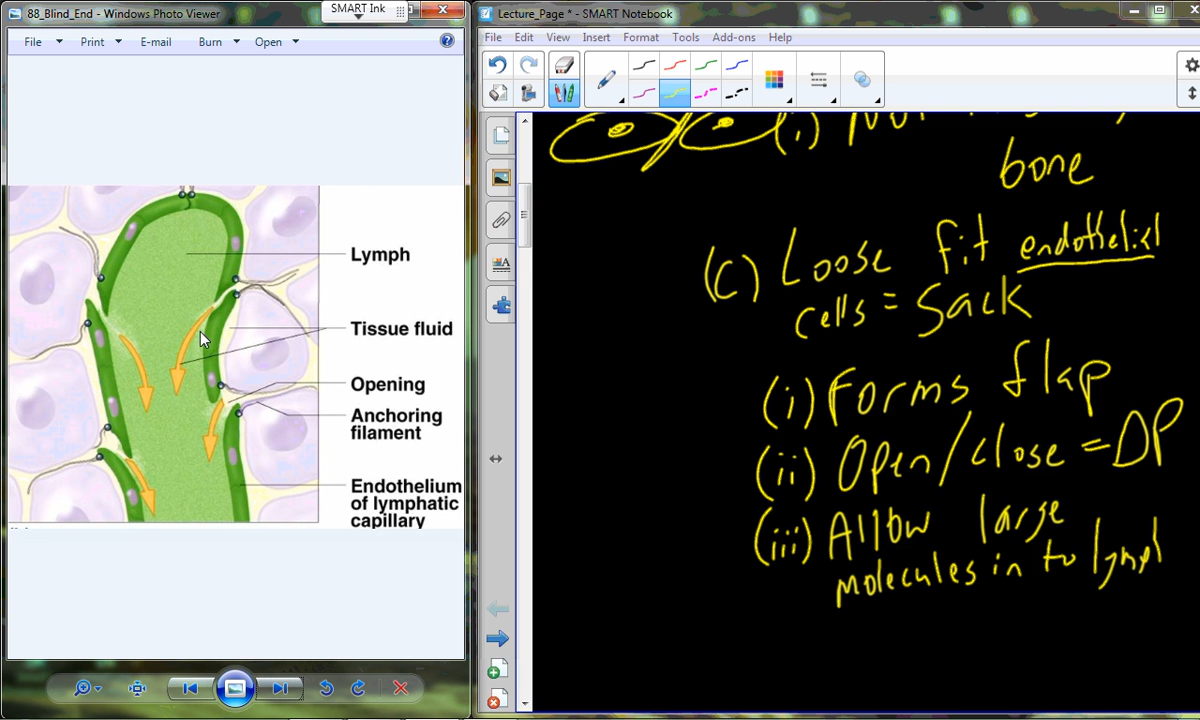 88_Blind_End - Windows Photo Viewer
SMART Ink
File Print E-mail Burn Open
Lymph
Tissue fluid
Opening
Anchoring
filament
Endothelium
of lymphatic
capillary
Lecture_Page * - SMART Notebook
File Edit View Insert Format Tools Add-ons Help
(i)
bone
(C) Loose fit endothelial
cells = Sack
(i) Forms flap
(ii) Open/close = DP
(iii) Allow large
molecules in to lymph